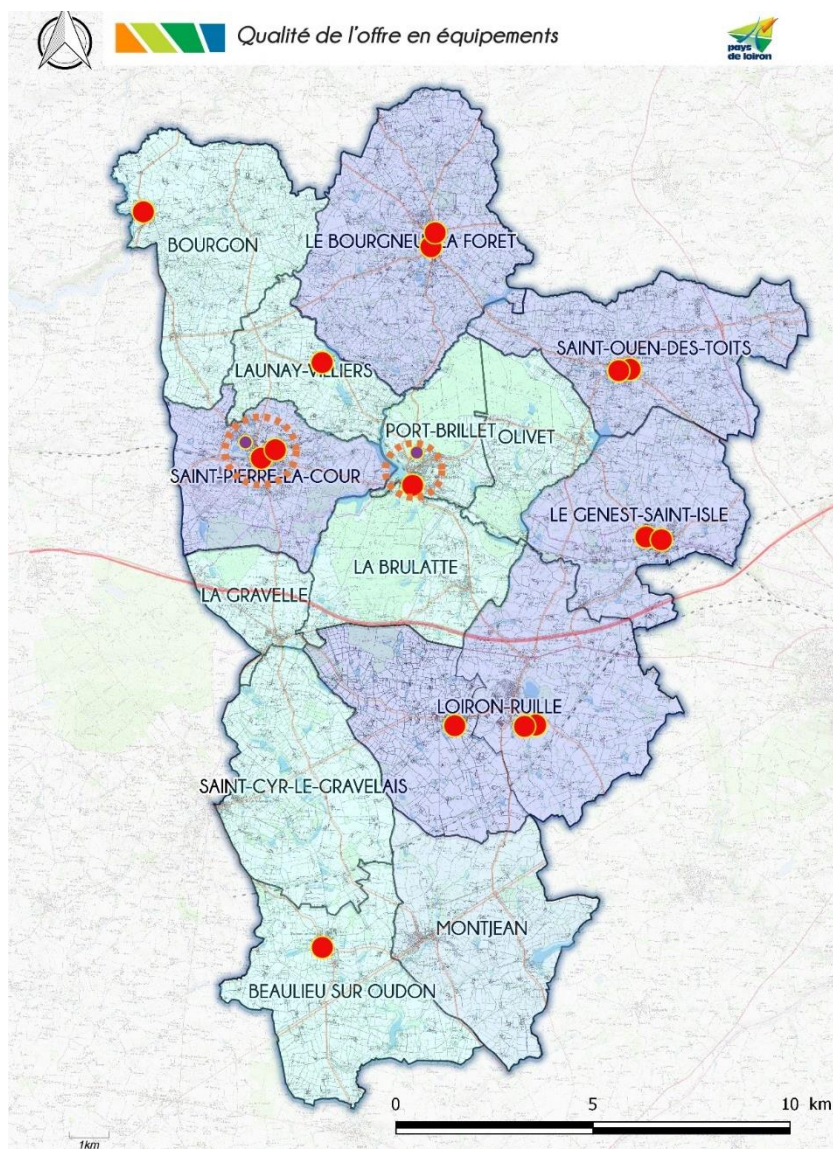 Qualité de l'offre en équipements
pays
de loiron
BOURGON
LE BOURGNEUF-LA FORET
SAINT-OUEN-DES-TOITS
LAUNAY-VILLIERS
PORT-BRILLET
OLIVET
SAINT-PIERRE-LA-COUR
LE GENEST-SAINT-ISLE
LA BRULATTE
LA GRAVELLE
LOIRON-RUILLE
SAINT-CYR-LE-GRAVELAIS
MONTJEAN
BEAULIEU SUR OUDON
0 5 10 km
1km